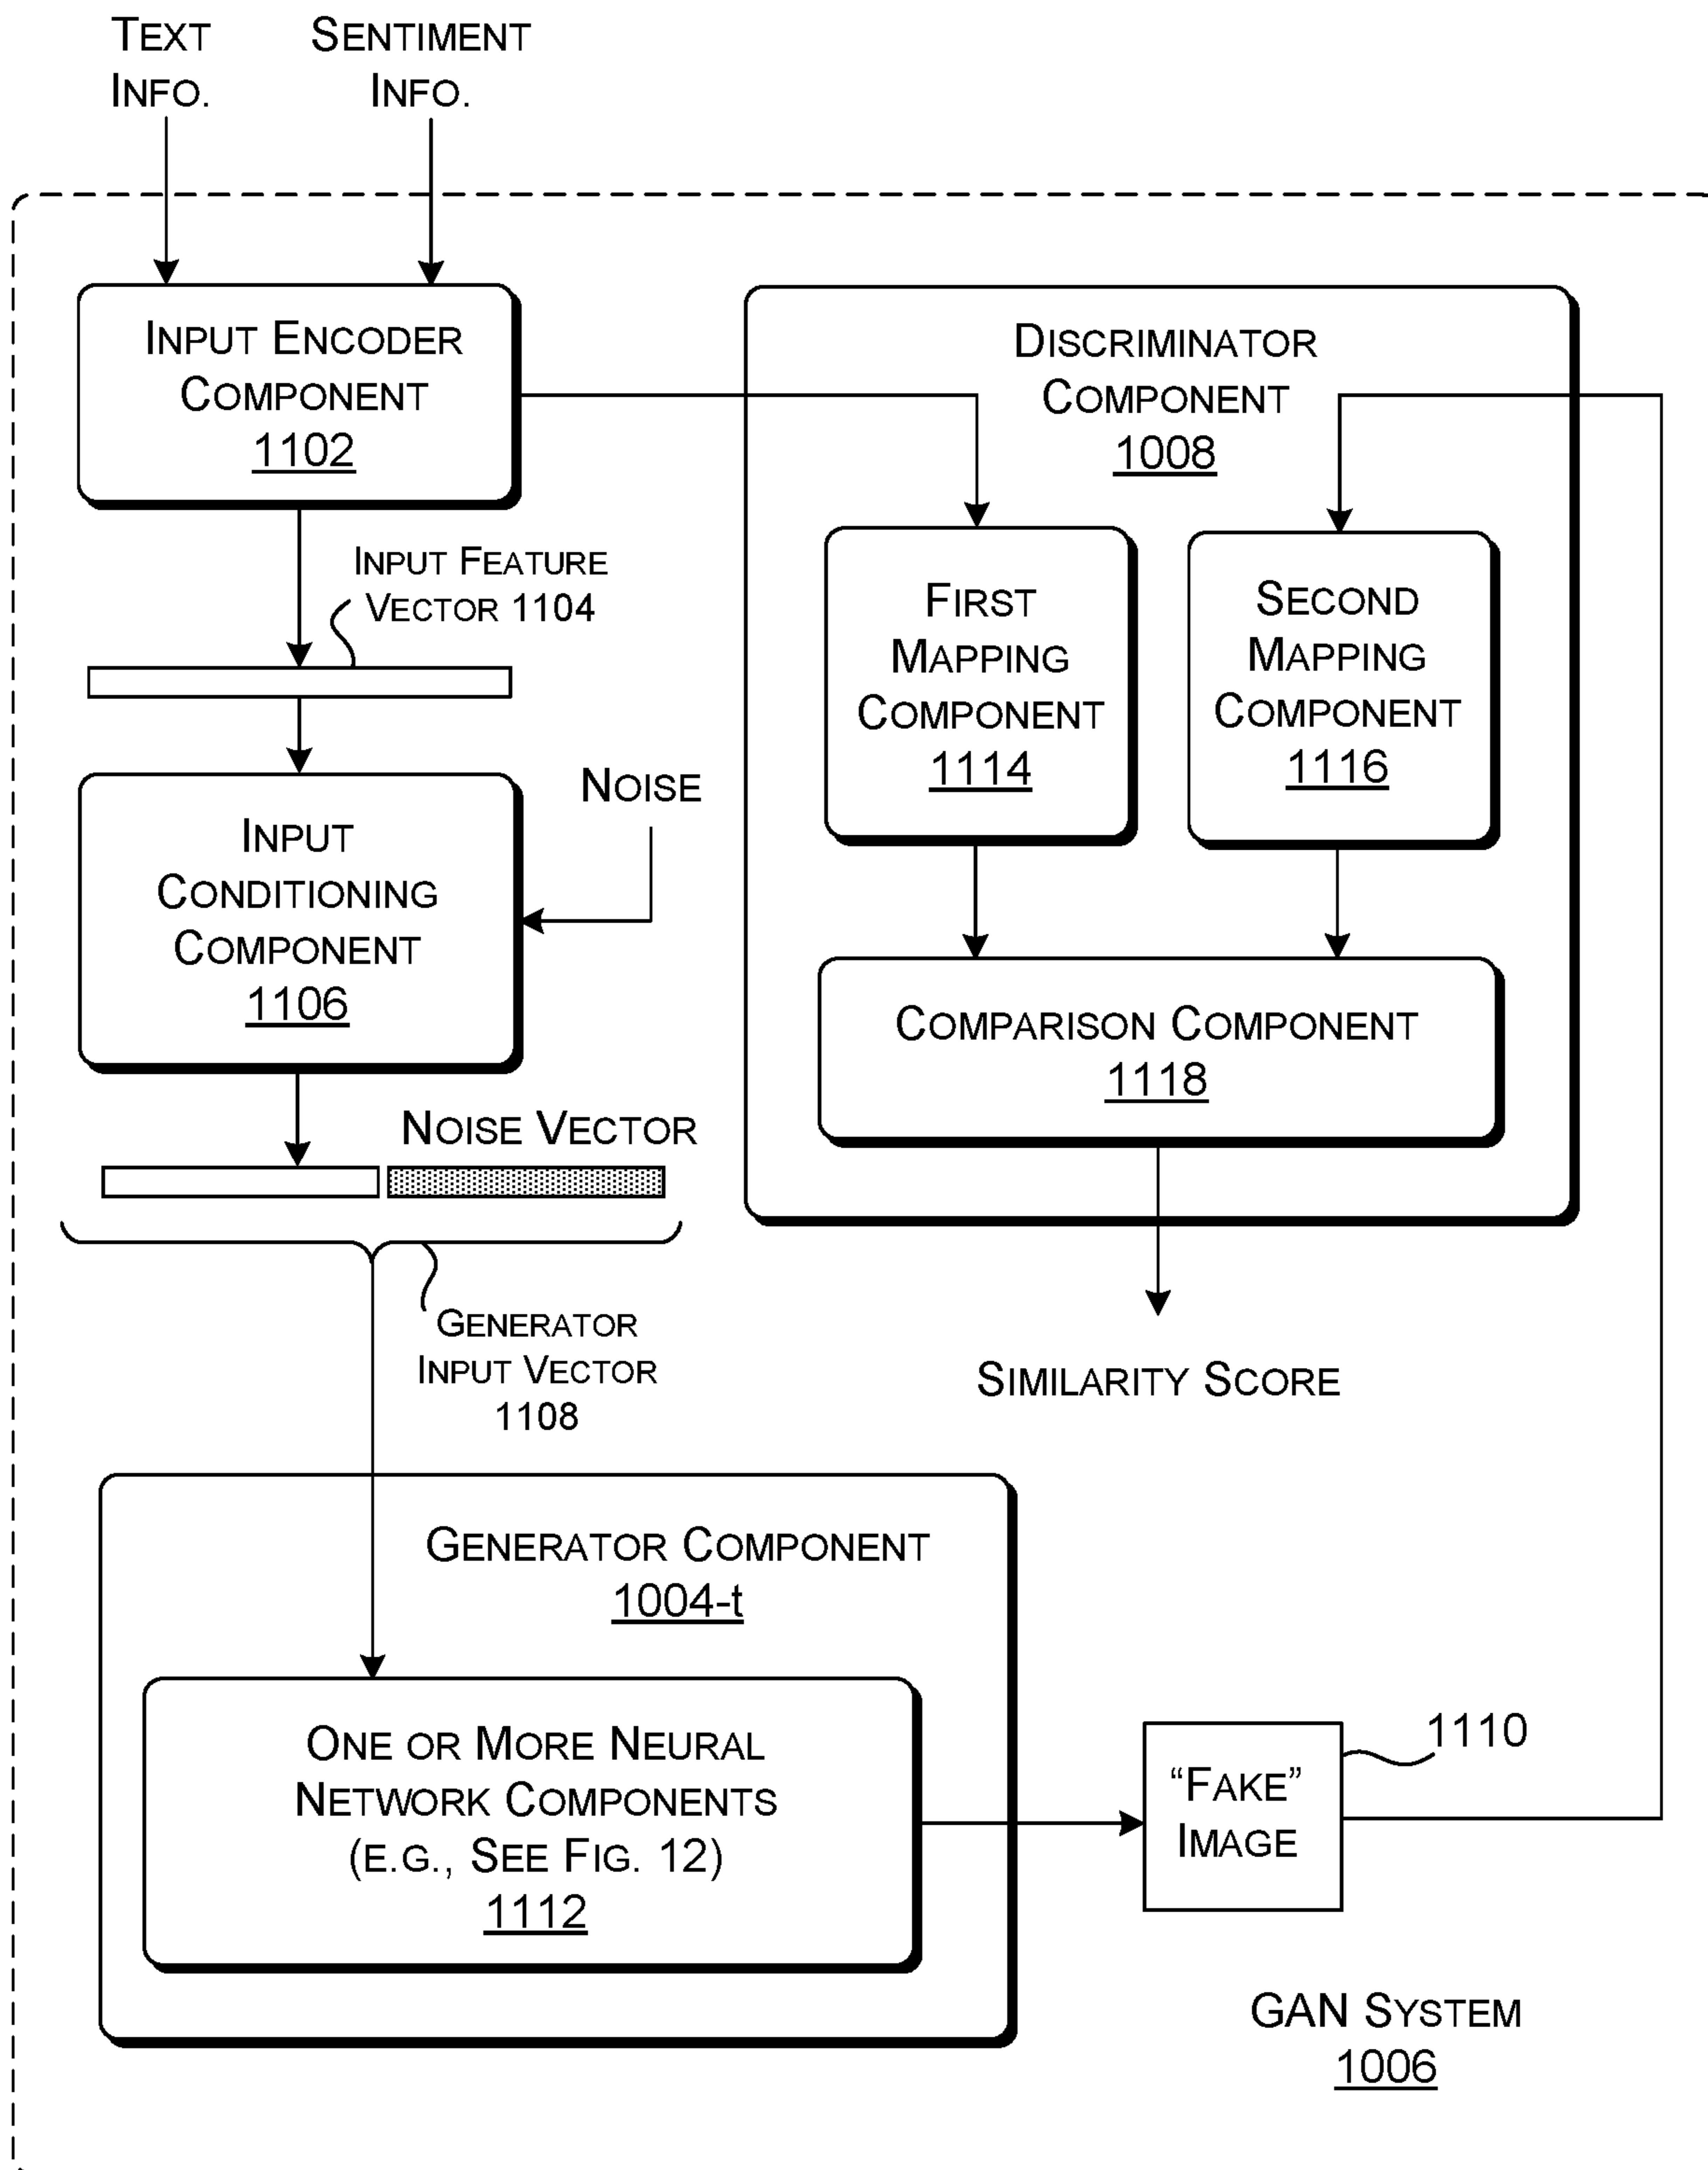 TEXT
INFO.
SENTIMENT
INFO.
INPUT ENCODER
COMPONENT
1102
INPUT FEATURE
VECTOR 1104
INPUT
CONDITIONING
COMPONENT
1106
NOISE
NOISE VECTOR
GENERATOR
INPUT VECTOR
1108
DISCRIMINATOR
COMPONENT
1008
FIRST
MAPPING
COMPONENT
1114
SECOND
MAPPING
COMPONENT
1116
COMPARISON COMPONENT
1118
SIMILARITY SCORE
GENERATOR COMPONENT
1004-t
ONE OR MORE NEURAL
NETWORK COMPONENTS
(E.G., SEE FIG. 12)
1112
“FAKE”
IMAGE
1110
GAN SYSTEM
1006